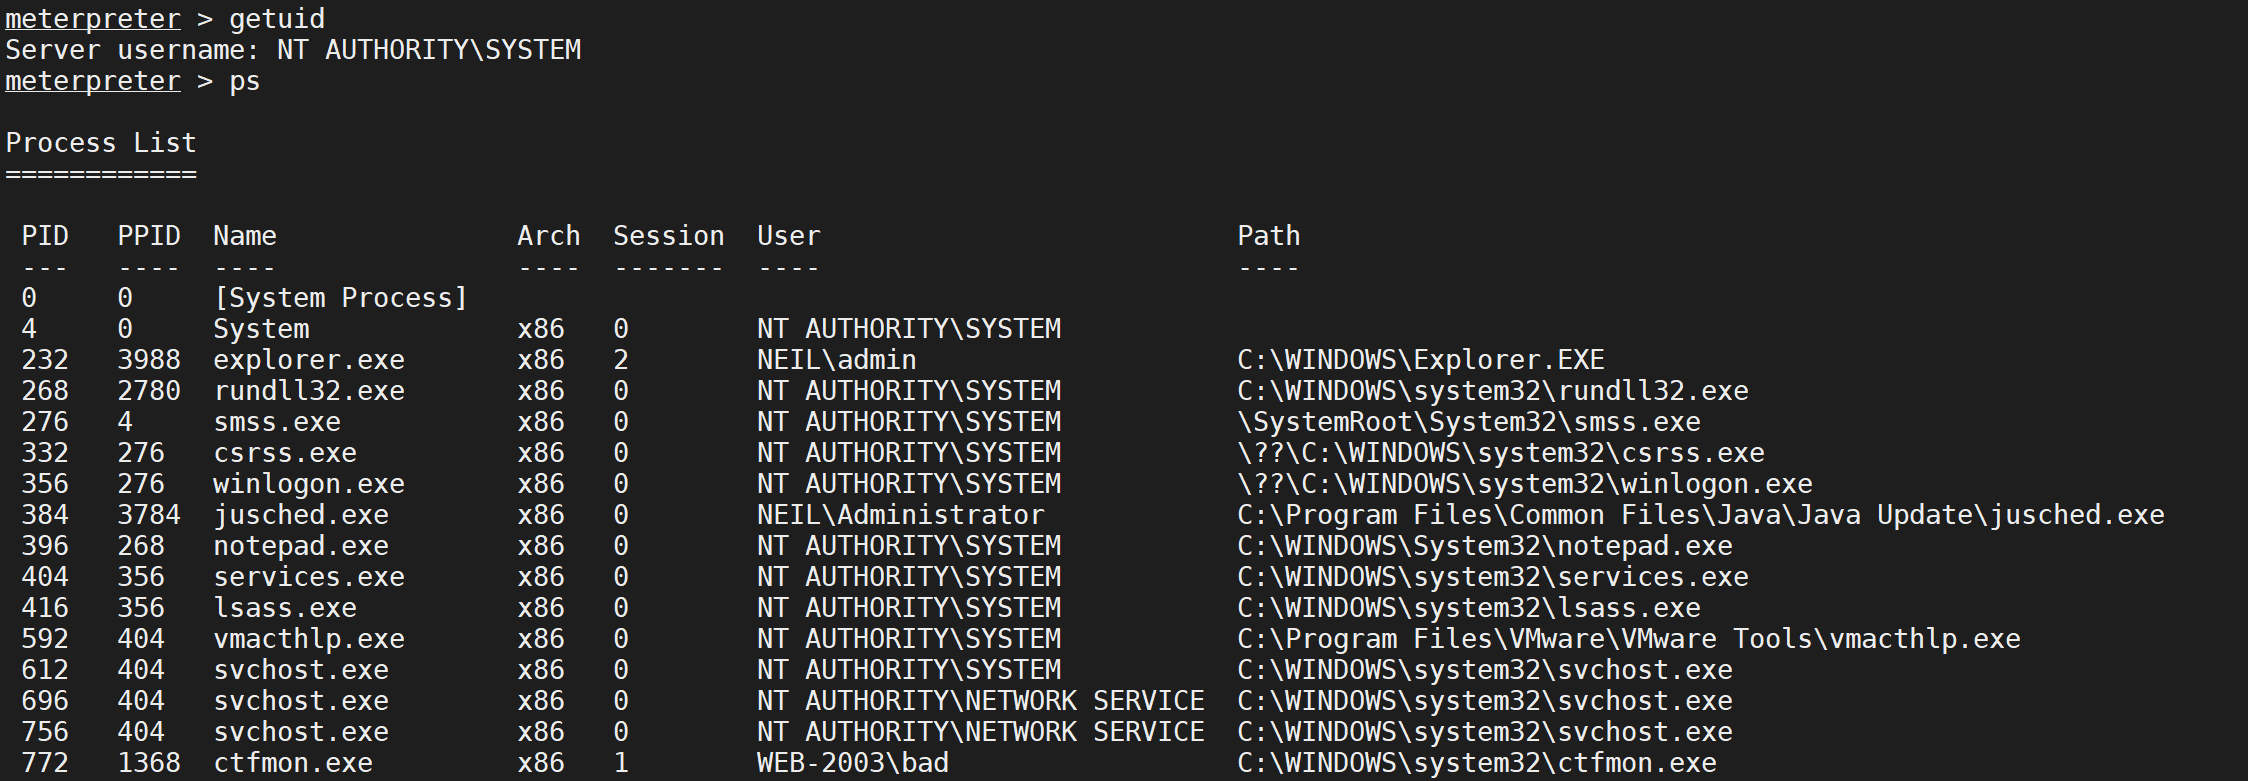 meterpreter > getuid
Server username: NT AUTHORITY\SYSTEM
meterpreter > ps
Process List
============
PID   PPID  Name               Arch  Session  User                          Path
---   ----  ----               ----  -------  ----                          ----
0     0     [System Process]
4     0     System             x86   0        NT AUTHORITY\SYSTEM
232   3988  explorer.exe       x86   2        NEIL\admin                    C:\WINDOWS\Explorer.EXE
268   2780  rundll32.exe       x86   0        NT AUTHORITY\SYSTEM           C:\WINDOWS\system32\rundll32.exe
276   4     smss.exe           x86   0        NT AUTHORITY\SYSTEM           \SystemRoot\System32\smss.exe
332   276   csrss.exe          x86   0        NT AUTHORITY\SYSTEM           \??\C:\WINDOWS\system32\csrss.exe
356   276   winlogon.exe       x86   0        NT AUTHORITY\SYSTEM           \??\C:\WINDOWS\system32\winlogon.exe
384   3784  jusched.exe        x86   0        NEIL\Administrator            C:\Program Files\Common Files\Java\Java Update\jusched.exe
396   268   notepad.exe        x86   0        NT AUTHORITY\SYSTEM           C:\WINDOWS\System32\notepad.exe
404   356   services.exe       x86   0        NT AUTHORITY\SYSTEM           C:\WINDOWS\system32\services.exe
416   356   lsass.exe          x86   0        NT AUTHORITY\SYSTEM           C:\WINDOWS\system32\lsass.exe
592   404   vmacthlp.exe       x86   0        NT AUTHORITY\SYSTEM           C:\Program Files\VMware\VMware Tools\vmacthlp.exe
612   404   svchost.exe        x86   0        NT AUTHORITY\SYSTEM           C:\WINDOWS\system32\svchost.exe
696   404   svchost.exe        x86   0        NT AUTHORITY\NETWORK SERVICE  C:\WINDOWS\system32\svchost.exe
756   404   svchost.exe        x86   0        NT AUTHORITY\NETWORK SERVICE  C:\WINDOWS\system32\svchost.exe
772   1368  ctfmon.exe         x86   1        WEB-2003\bad                  C:\WINDOWS\system32\ctfmon.exe